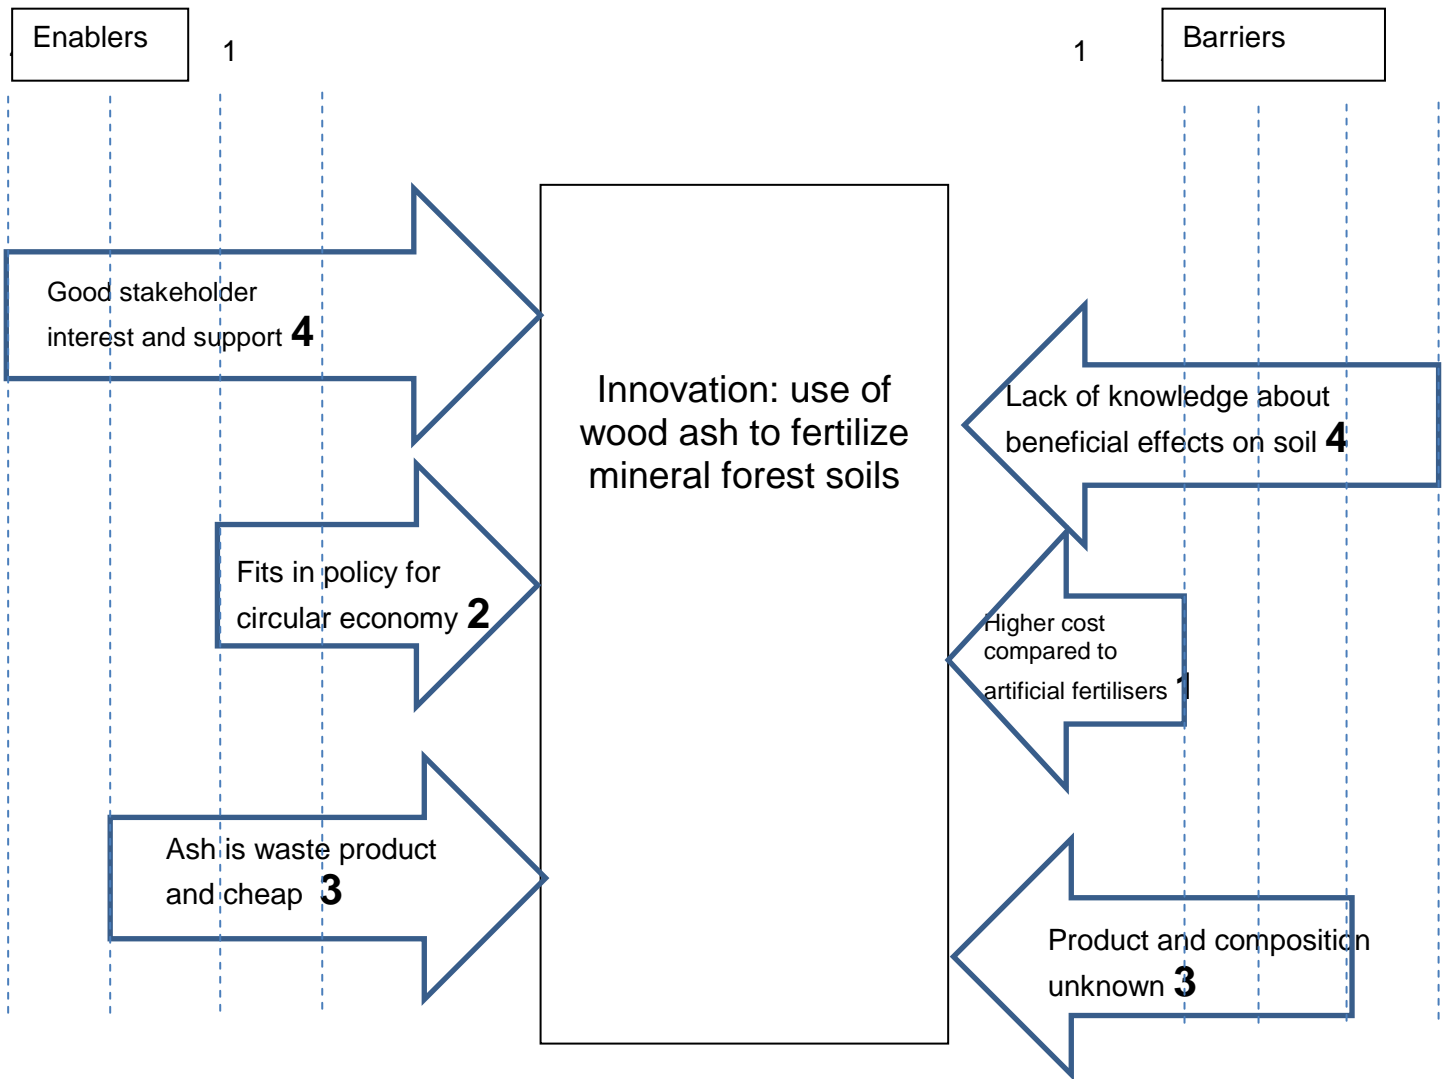 Enablers
1
1
Barriers
Good stakeholder
interest and support 4
Innovation: use of
wood ash to fertilize
mineral forest soils
Lack of knowledge about
beneficial effects on soil 4
Fits in policy for
circular economy 2
Higher cost
compared to
artificial fertilisers 1
Ash is waste product
and cheap 3
Product and composition
unknown 3